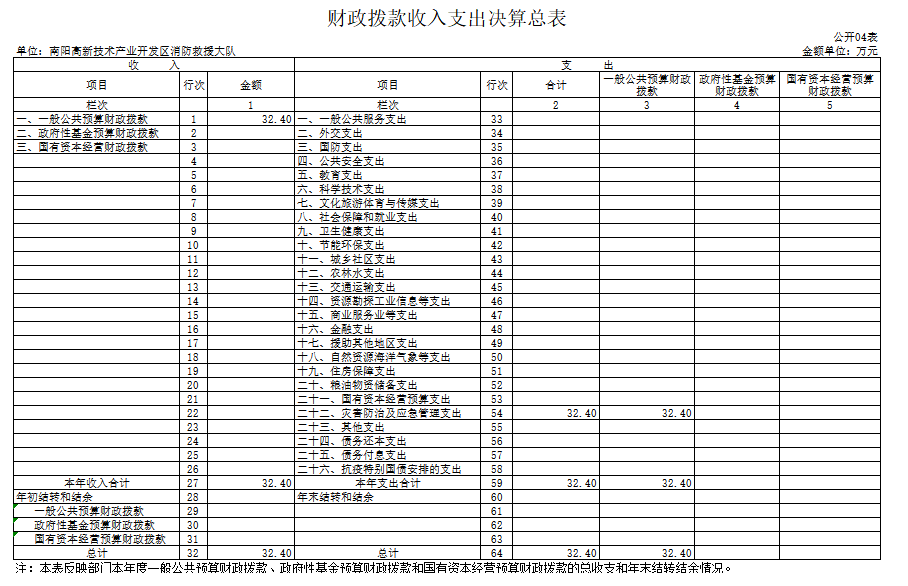 财政拨款收入支出决算总表
公开04表
单位：南阳高新技术产业开发区消防救援大队 金额单位：万元
收 入 支 出
项目 行次 金额 项目 行次 合计 一般公共预算财政拨款 政府性基金预算财政拨款 国有资本经营预算财政拨款
栏次 1 栏次 2 3 4 5
一、一般公共预算财政拨款 1 32.40 一、一般公共服务支出 33
二、政府性基金预算财政拨款 2 二、外交支出 34
三、国有资本经营财政拨款 3 三、国防支出 35
4 四、公共安全支出 36
5 五、教育支出 37
6 六、科学技术支出 38
7 七、文化旅游体育与传媒支出 39
8 八、社会保障和就业支出 40
9 九、卫生健康支出 41
10 十、节能环保支出 42
11 十一、城乡社区支出 43
12 十二、农林水支出 44
13 十三、交通运输支出 45
14 十四、资源勘探工业信息等支出 46
15 十五、商业服务业等支出 47
16 十六、金融支出 48
17 十七、援助其他地区支出 49
18 十八、自然资源海洋气象等支出 50
19 十九、住房保障支出 51
20 二十、粮油物资储备支出 52
21 二十一、国有资本经营预算支出 53
22 二十二、灾害防治及应急管理支出 54 32.40 32.40
23 二十三、其他支出 55
24 二十四、债务还本支出 56
25 二十五、债务付息支出 57
26 二十六、抗疫特别国债安排的支出 58
本年收入合计 27 32.40 本年支出合计 59 32.40 32.40
年初结转和结余 28 年末结转和结余 60
一般公共预算财政拨款 29 61
政府性基金预算财政拨款 30 62
国有资本经营预算财政拨款 31 63
总计 32 32.40 总计 64 32.40 32.40
注：本表反映部门本年度一般公共预算财政拨款、政府性基金预算财政拨款和国有资本经营预算财政拨款的总收支和年末结转结余情况。